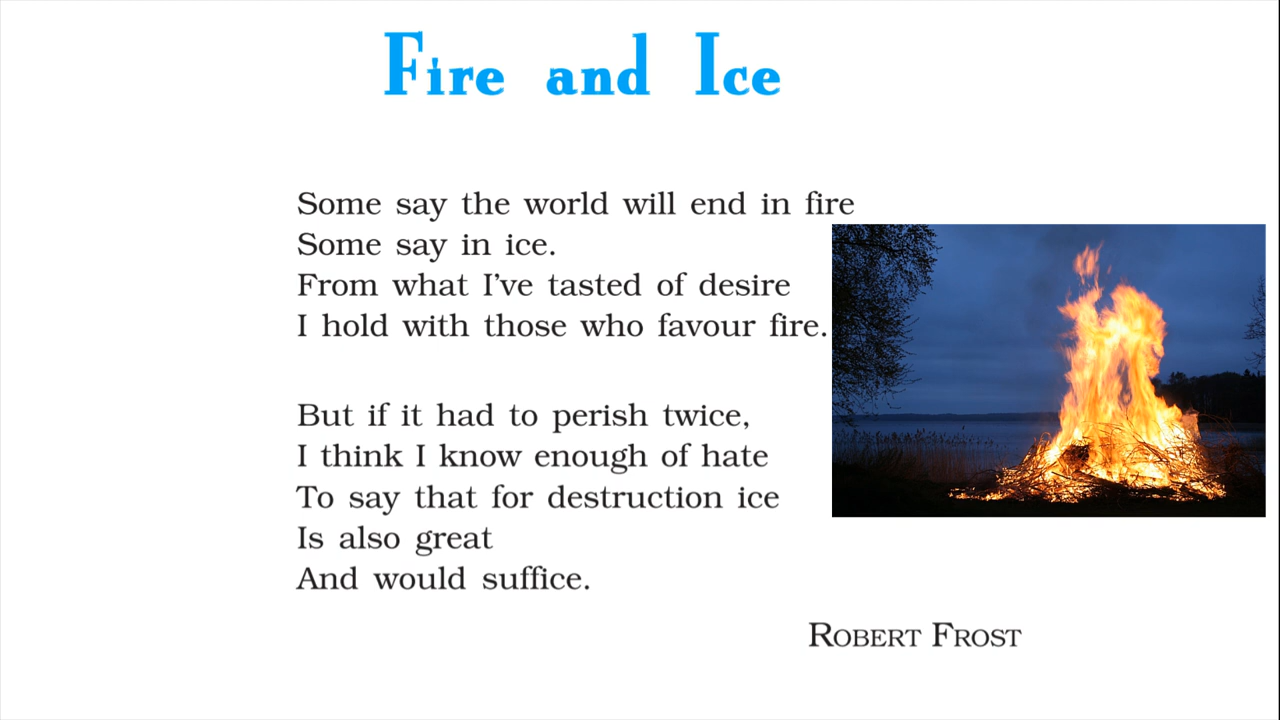 Fire and Ice
Some say the world will end in fire
Some say in ice.
From what I’ve tasted of desire
I hold with those who favour fire.
But if it had to perish twice,
I think I know enough of hate
To say that for destruction ice
Is also great
And would suffice.
ROBERT FROST